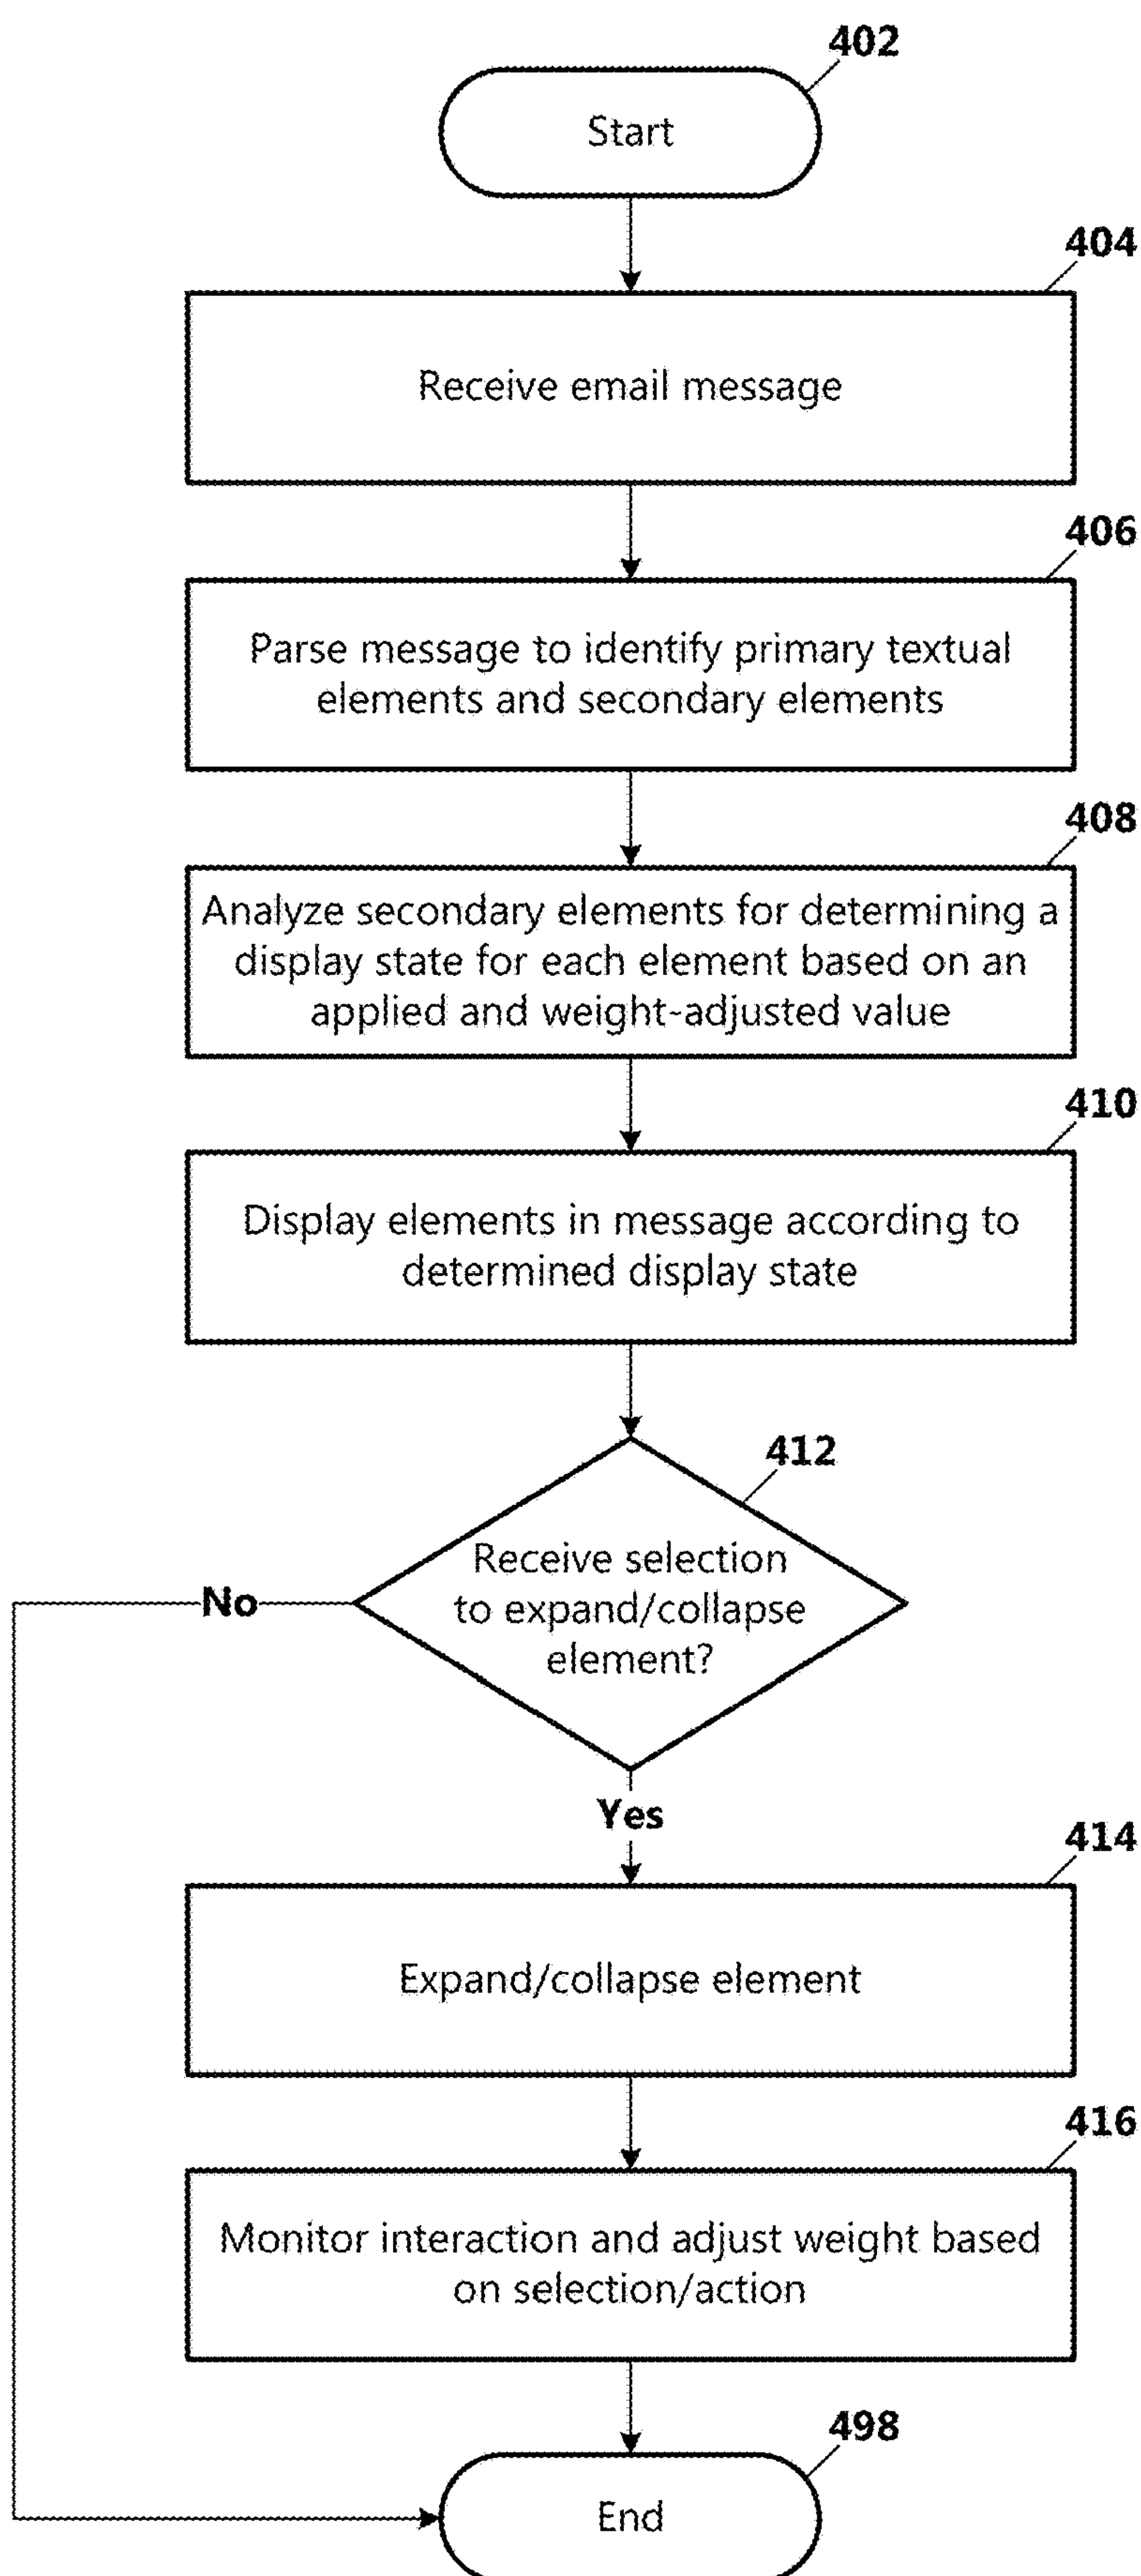 402
Start
404
Receive email message
406
Parse message to identify primary textual
elements and secondary elements
408
Analyze secondary elements for determining a
display state for each element based on an
applied and weight-adjusted value
410
Display elements in message according to
determined display state
412
Receive selection
to expand/collapse
element?
No
Yes
414
Expand/collapse element
416
Monitor interaction and adjust weight based
on selection/action
498
End